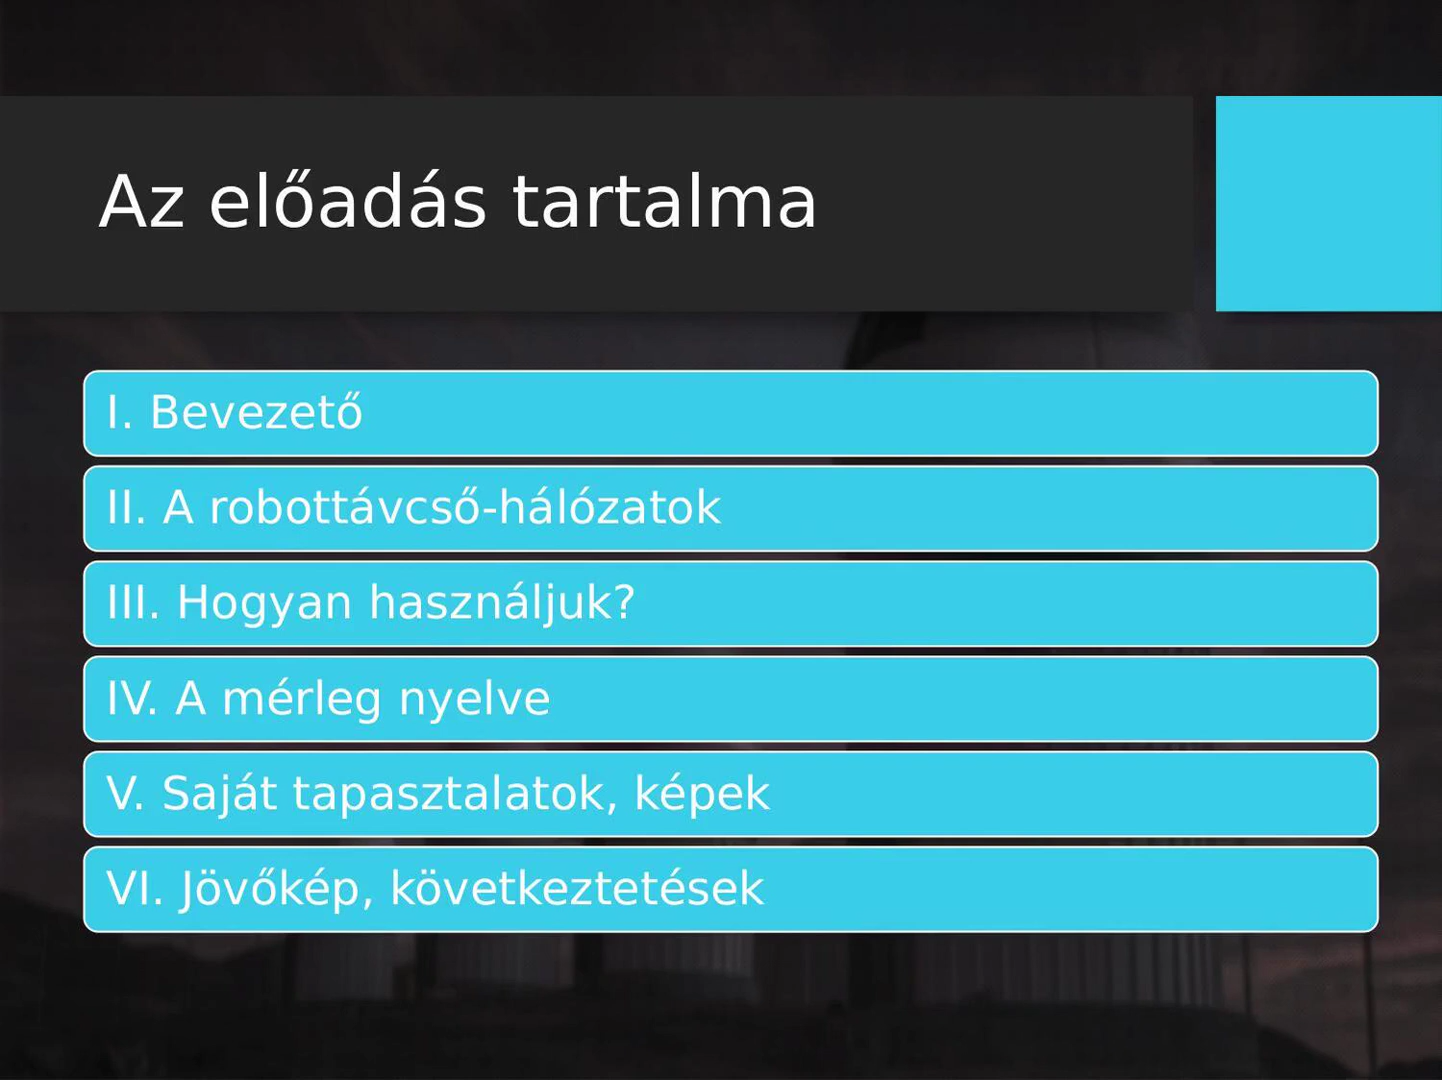 Az előadás tartalma
I. Bevezető
II. A robottávcső-hálózatok
III. Hogyan használjuk?
IV. A mérleg nyelve
V. Saját tapasztalatok, képek
VI. Jövőkép, következtetések